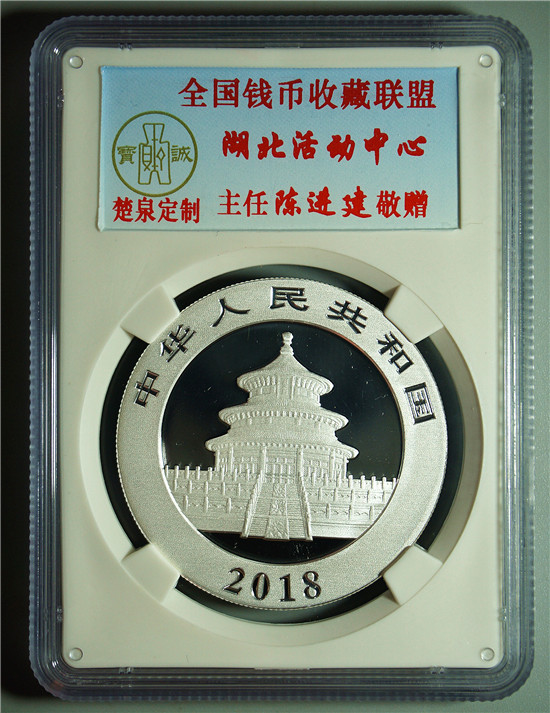 全国钱币收藏联盟
湖北活动中心
寶 誠
楚泉定制
主任陈进建敬赠
中华人民共和国
2018